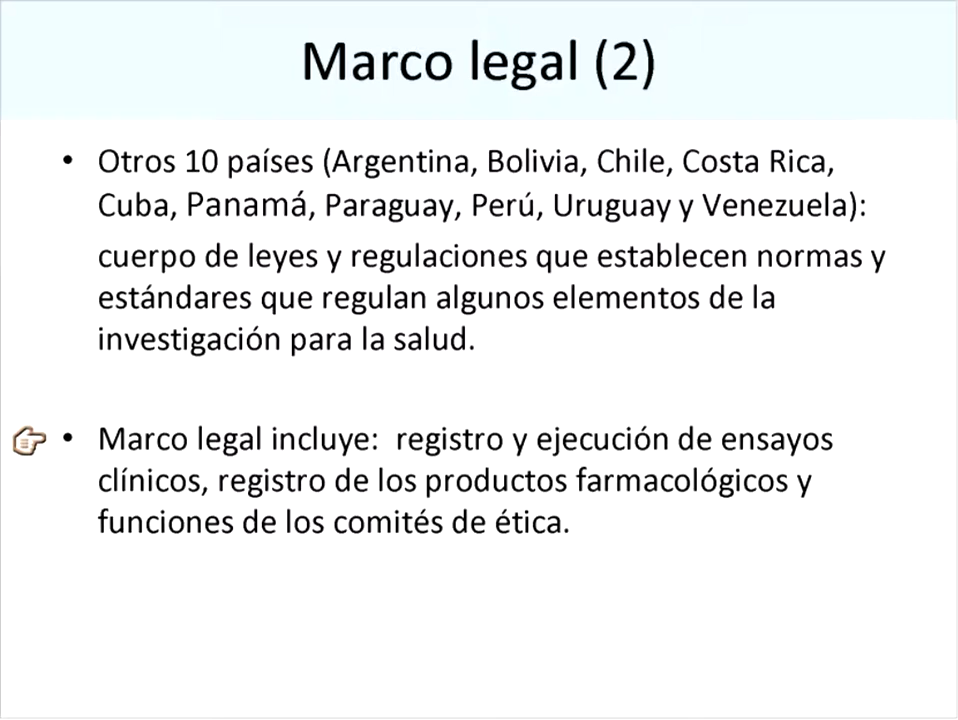 Marco legal (2)
• Otros 10 países (Argentina, Bolivia, Chile, Costa Rica,
Cuba, Panamá, Paraguay, Perú, Uruguay y Venezuela):
cuerpo de leyes y regulaciones que establecen normas y
estándares que regulan algunos elementos de la
investigación para la salud.
• Marco legal incluye:  registro y ejecución de ensayos
clínicos, registro de los productos farmacológicos y
funciones de los comités de ética.